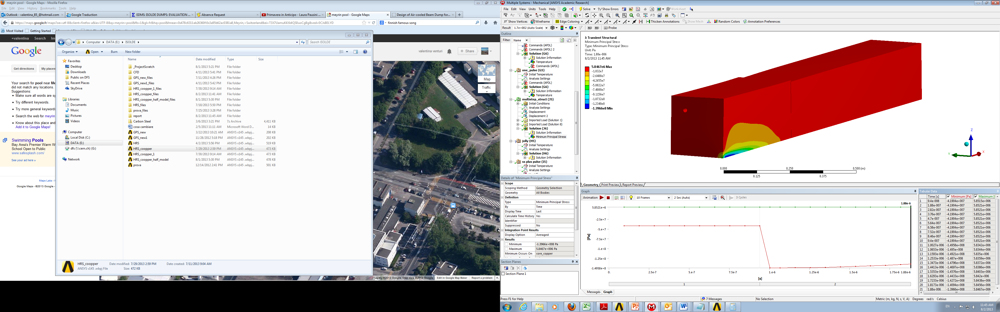 meyrin pool - Google Maps - Mozilla Firefox
File Edit View History Bookmarks Tools Help
Outlook - valentina_85_@hotmail.com
Google Traduction
EDMS: ISOLDE DUMPS: EVALUATION ...
Absence Request
Primavera in Anticipo - Laura Pausini ...
meyrin pool - Google Maps
Design of Air-cooled Beam Dump for...
finnish famous song
Most Visited Getting Started
+valentina Search Im
Google
valentina venturi
+ Share
Get directions My places
Your search for pool near Me
did not match any locations.
Suggestions:
Make sure all words are sp
Try different keywords.
Try more general keywords
Search the web for meyrin
Know about this place and
Add it to Google Maps!
Swimming Pools
Bay Area's Premier Warm W
School Open to Public
www.safesplash.com/
See your ad here »
Maps Labs -
Google Maps - ©2013 Google -
Computer DATA (E:) ISOLDE
Search ISOLDE
Organize Open Burn New folder
Favorites
Desktop
Downloads
Public on DFS
Recent Places
SkyDrive
Libraries
Documents
Music
Pictures
Videos
Computer
Local Disk (C:)
DATA (E:)
dfs (\\cern.ch) (G:)
Network
Name Date modified Type Size
_ProjectScratch 8/1/2013 5:21 PM File folder
CFD 4/11/2013 5:41 PM File folder
GPS_new_files 7/11/2013 4:26 PM File folder
GPS_new1_files 4/11/2013 5:42 PM File folder
HRS_coopper_1_files 7/30/2013 9:14 AM File folder
HRS_coopper_files 8/2/2013 11:41 AM File folder
HRS_coopper_half_model_files 8/1/2013 5:30 PM File folder
HRS_files 7/18/2013 5:50 PM File folder
prova_files 7/25/2013 3:28 PM File folder
report 8/2/2013 11:45 AM File folder
Carbon Steel 3/6/2013 3:21 PM 7z Archive 4,411 KB
cosa cambiare 2/5/2013 11:11 AM Microsoft Word D... 14 KB
GPS_new 3/22/2013 10:21 AM ANSYS v145 .wbpj... 208 KB
GPS_new1 11/28/2012 5:18 PM ANSYS v145 .wbpj... 202 KB
HRS 4/2/2013 5:56 PM ANSYS v145 .wbpj... 519 KB
HRS_coopper 7/29/2013 2:59 PM ANSYS v145 .wbpj... 473 KB
HRS_coopper_1 7/30/2013 9:14 AM ANSYS v145 .wbpj... 473 KB
HRS_coopper_half_model 8/1/2013 5:30 PM ANSYS v145 .wbpj... 478 KB
prova 12/14/2012 2:41 PM ANSYS v145 .wbpj... 501 KB
HRS_coopper Date modified: 7/29/2013 2:59 PM Date created: 7/11/2013 9:04 AM
ANSYS v145 .wbpj File Size: 472 KB
Map
Traffic
Ch de la Berne
Imagery ©2013 Google, Map data ©2013 Google - Edit in Google Map Maker Report a problem
Multiple Systems - Mechanical [ANSYS Academic Research]
File Edit View Units Tools Help Solve ?/ Show Errors Worksheet
Show Vertices Wireframe Edge Coloring Thicken Annotations Show Mesh Random Colors Annotation Preferences
Result 1.7e+002 (Auto Scale) Probe
Outline
Filter: Name
Commands (APDL)
Commands (APDL) 2
Solution (G6)
Solution Information
Temperature
Commands (APDL)
one_pulse (G5)
Initial Temperature
Analysis Settings
Commands (APDL)
Solution (G6)
Solution Information
Temperature
multistep_struct (J5)
Initial Conditions
Analysis Settings
Displacement
Displacement 2
Imported Load (Solution 1)
Imported Load (Solution 8)
Solution (J6)
Solution Information
Minimum Principal Stress
jolly (H5)
Initial Temperature
Analysis Settings
Solution (H6)
Solution Information
ss plus pulse (I5)
Initial Temperature
Analysis Settings
Details of "Minimum Principal Stress"
Scope
Scoping Method Geometry Selection
Geometry All Bodies
Definition
Type Minimum Principal Stress
By Time
Display Time Last
Calculate Time History Yes
Identifier
Suppressed No
Integration Point Results
Display Option Averaged
Results
Minimum -1.3966e+008 Pa
Maximum 5.8467e+006 Pa
Minimum Occurs On core_copper
Section Planes
Section Plane 1
J: Transient Structural
Minimum Principal Stress
Type: Minimum Principal Stress
Unit: Pa
Time: 1.88e-006
8/2/2013 11:45 AM
5.8467e6 Max
-1.032e7
-2.6488e7
-4.2655e7
-5.8822e7
-7.4989e7
-9.1156e7
-1.0732e8
-1.2349e8
-1.3966e8 Min
Z
Y
X
0.000 0.250 0.500 (m)
0.125 0.375
Geometry Print Preview Report Preview
Graph
Animation 10 Frames 2 Sec (Auto) 3 Cycles
1.88e-6
5.8521e+6
-2.5e+7
-5.e+7
-7.5e+7
-1.e+8
-1.25e+8
-1.4958e+8
[Pa]
0. 2.5e-7 5.e-7 7.5e-7 1.e-6 1.25e-6 1.5e-6 1.75e-6 1.88e-6
[s]
1 2
Messages Graph
Tabular Data
Time [s] Minimum [Pa] Maximum [
1 9.4e-008 -4.1904e+007 5.8515e+006
2 1.88e-007 -4.1904e+007 5.8521e+006
3 2.82e-007 -4.1904e+007 5.8521e+006
4 3.76e-007 -4.1904e+007 5.8521e+006
5 4.7e-007 -4.1904e+007 5.8521e+006
6 5.64e-007 -4.1904e+007 5.8521e+006
7 6.58e-007 -4.1904e+007 5.8521e+006
8 7.52e-007 -4.1904e+007 5.8521e+006
9 8.46e-007 -4.1904e+007 5.8521e+006
10 9.4e-007 -4.1904e+007 5.8521e+006
11 1.0027e-006 -1.4958e+008 5.8342e+006
12 1.0653e-006 -1.495e+008 5.8344e+006
13 1.1593e-006 -1.4921e+008 5.835e+006
14 1.2533e-006 -1.487e+008 5.8359e+006
15 1.3473e-006 -1.4796e+008 5.8372e+006
16 1.4413e-006 -1.4697e+008 5.8386e+006
17 1.5353e-006 -1.4576e+008 5.8403e+006
18 1.6293e-006 -1.4433e+008 5.842e+006
19 1.7233e-006 -1.4272e+008 5.8438e+006
20 1.8173e-006 -1.4094e+008 5.8456e+006
21 1.88e-006 -1.3966e+008 5.8467e+006
Press F1 for Help 7 Messages No Selection Metric (m, kg, N, s, V, A) Degrees rad/s Celsius
EN 11:45 AM
8/2/2013